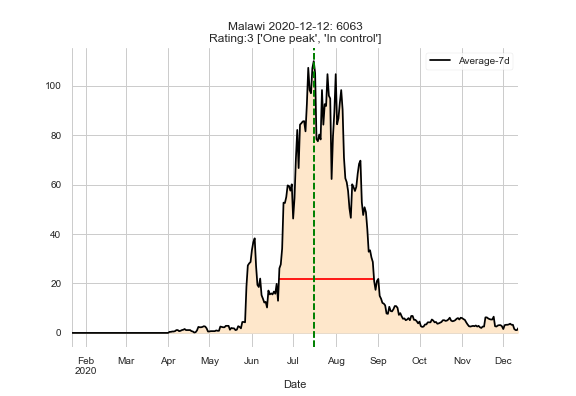 Malawi 2020-12-12: 6063
Rating:3 ['One peak', 'In control']
Average-7d
100
80
60
40
20
0
Feb Mar Apr May Jun Jul Aug Sep Oct Nov Dec
2020
Date